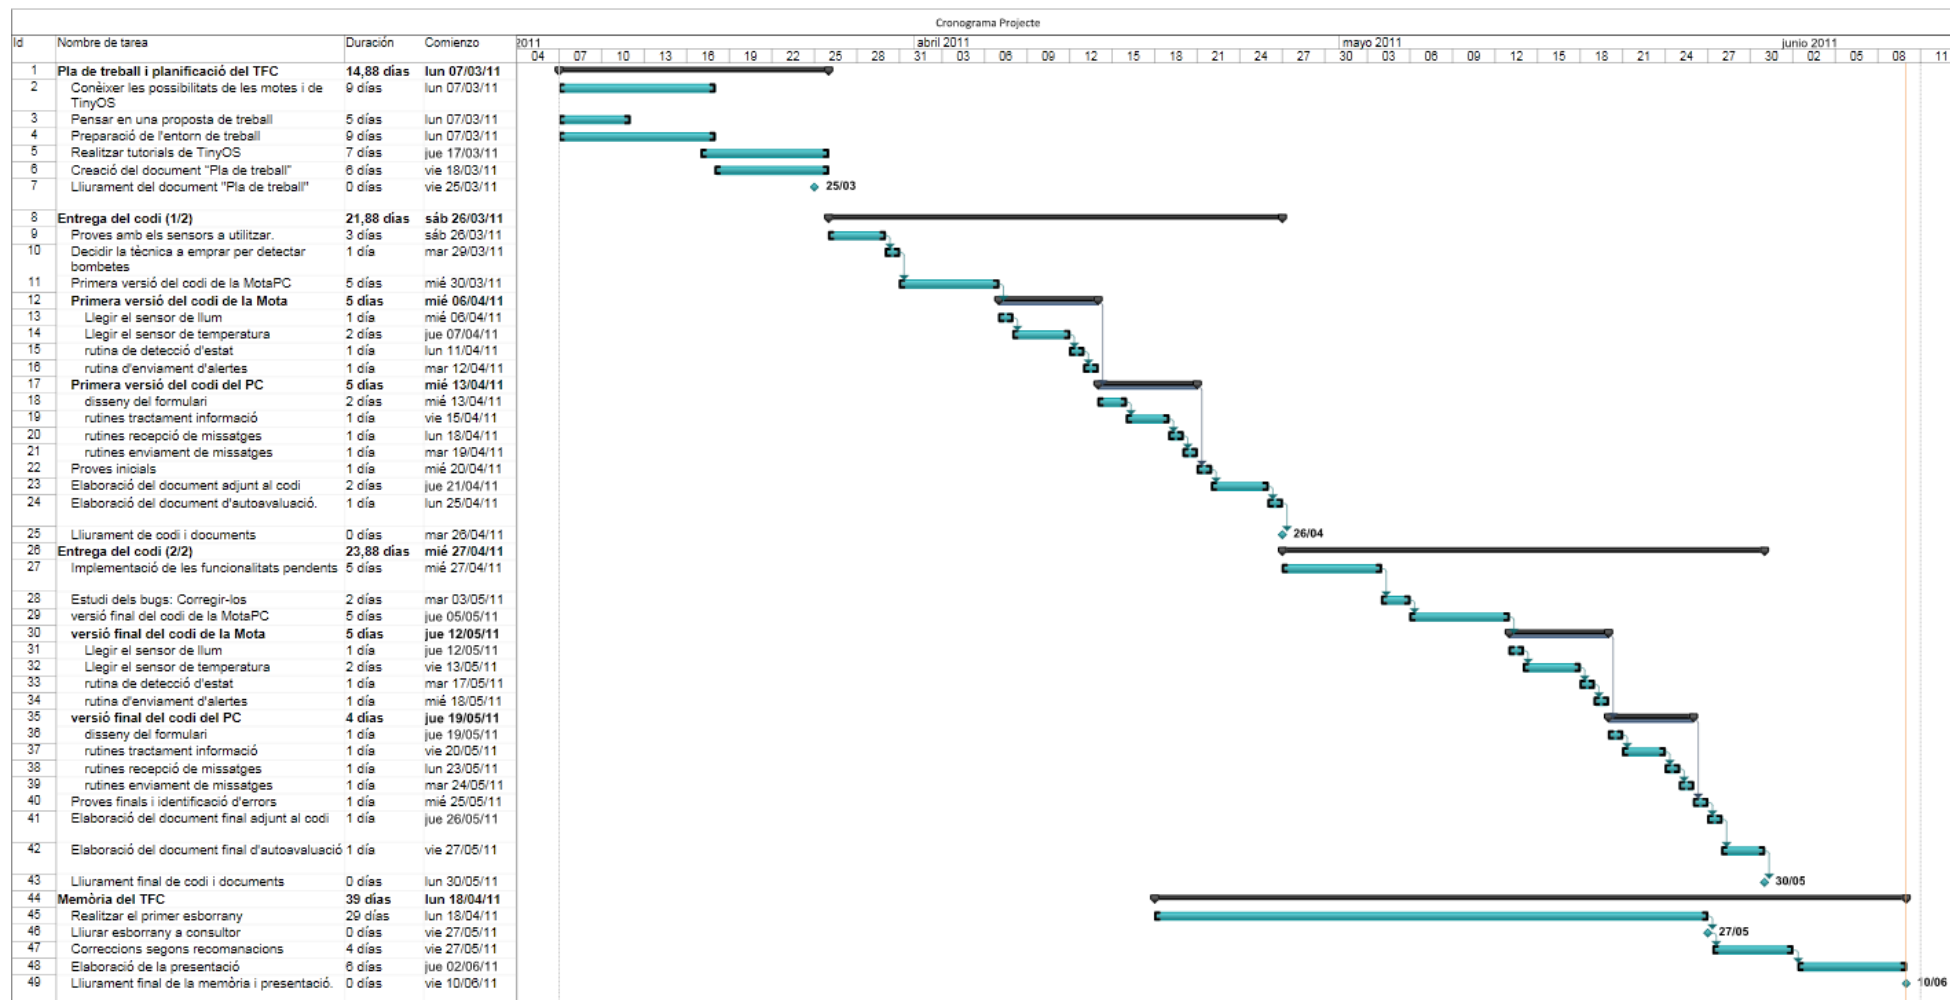 Cronograma Projecte
Id Nombre de tarea Duración Comienzo 2011 abril 2011 mayo 2011 junio 2011
04 07 10 13 16 19 22 25 28 31 03 06 09 12 15 18 21 24 27 30 03 06 09 12 15 18 21 24 27 30 02 05 08 11
1 Pla de treball i planificació del TFC 14,88 días lun 07/03/11
2 Conèixer les possibilitats de les motes i de 9 días lun 07/03/11
TinyOS
3 Pensar en una proposta de treball 5 días lun 07/03/11
4 Preparació de l'entorn de treball 9 días lun 07/03/11
5 Realitzar tutorials de TinyOS 7 días jue 17/03/11
6 Creació del document "Pla de treball" 6 días vie 18/03/11
7 Lliurament del document "Pla de treball" 0 días vie 25/03/11 25/03
8 Entrega del codi (1/2) 21,88 días sáb 26/03/11
9 Proves amb els sensors a utilitzar. 3 días sáb 26/03/11
10 Decidir la tècnica a emprar per detectar 1 día mar 29/03/11
bombetes
11 Primera versió del codi de la MotaPC 5 días mié 30/03/11
12 Primera versió del codi de la Mota 5 días mié 06/04/11
13 Llegir el sensor de llum 1 día mié 06/04/11
14 Llegir el sensor de temperatura 2 días jue 07/04/11
15 rutina de detecció d'estat 1 día lun 11/04/11
16 rutina d'enviament d'alertes 1 día mar 12/04/11
17 Primera versió del codi del PC 5 días mié 13/04/11
18 disseny del formulari 2 días mié 13/04/11
19 rutines tractament informació 1 día vie 15/04/11
20 rutines recepció de missatges 1 día lun 18/04/11
21 rutines enviament de missatges 1 día mar 19/04/11
22 Proves inicials 1 día mié 20/04/11
23 Elaboració del document adjunt al codi 2 días jue 21/04/11
24 Elaboració del document d'autoavaluació. 1 día lun 25/04/11
25 Lliurament de codi i documents 0 días mar 26/04/11 26/04
26 Entrega del codi (2/2) 23,88 días mié 27/04/11
27 Implementació de les funcionalitats pendents 5 días mié 27/04/11
28 Estudi dels bugs: Corregir-los 2 días mar 03/05/11
29 versió final del codi de la MotaPC 5 días jue 05/05/11
30 versió final del codi de la Mota 5 días jue 12/05/11
31 Llegir el sensor de llum 1 día jue 12/05/11
32 Llegir el sensor de temperatura 2 días vie 13/05/11
33 rutina de detecció d'estat 1 día mar 17/05/11
34 rutina d'enviament d'alertes 1 día mié 18/05/11
35 versió final del codi del PC 4 días jue 19/05/11
36 disseny del formulari 1 día jue 19/05/11
37 rutines tractament informació 1 día vie 20/05/11
38 rutines recepció de missatges 1 día lun 23/05/11
39 rutines enviament de missatges 1 día mar 24/05/11
40 Proves finals i identificació d'errors 1 día mié 25/05/11
41 Elaboració del document final adjunt al codi 1 día jue 26/05/11
42 Elaboració del document final d'autoavaluació 1 día vie 27/05/11
43 Lliurament final de codi i documents 0 días lun 30/05/11 30/05
44 Memòria del TFC 39 días lun 18/04/11
45 Realitzar el primer esborrany 29 días lun 18/04/11
46 Lliurar esborrany a consultor 0 días vie 27/05/11 27/05
47 Correccions segons recomanacions 4 días vie 27/05/11
48 Elaboració de la presentació 6 días jue 02/06/11
49 Lliurament final de la memòria i presentació. 0 días vie 10/06/11 10/06